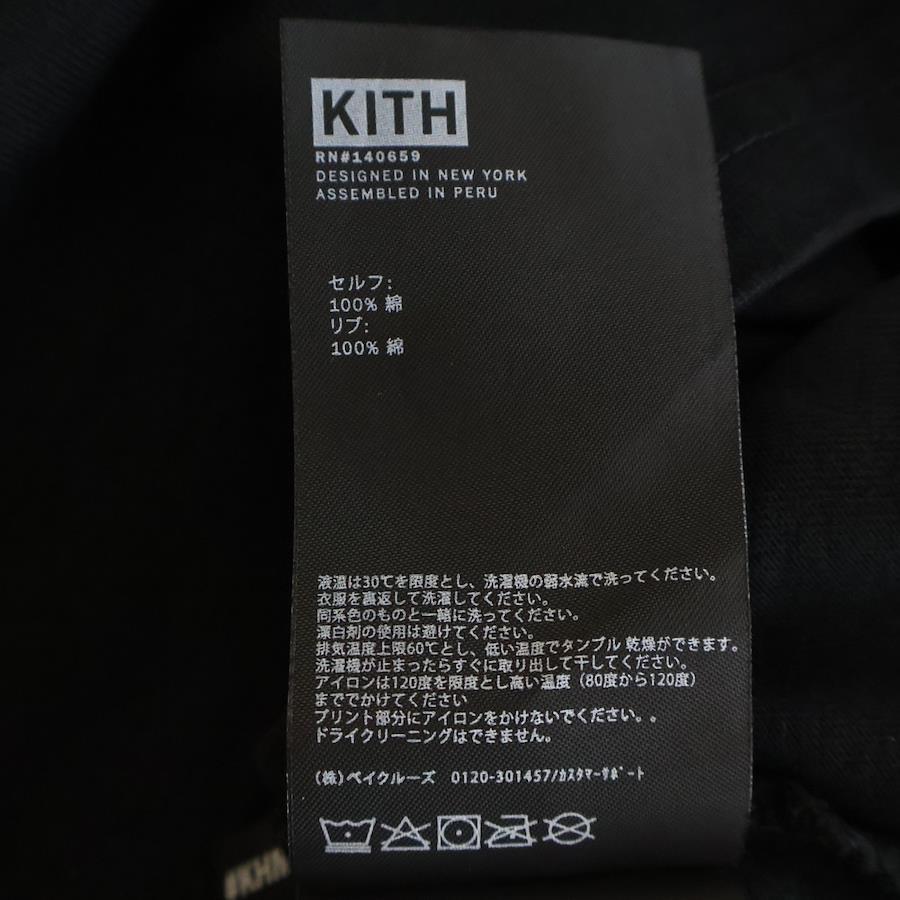 KITH
RN#140659
DESIGNED IN NEW YORK
ASSEMBLED IN PERU
セルフ:
100% 綿
リブ:
100% 綿
液温は30℃を限度とし、洗濯機の弱水流で洗ってください。
衣服を裏返して洗濯してください。
同系色のものと一緒に洗ってください。
漂白剤の使用は避けてください。
排気温度上限60℃とし、低い温度でタンブル 乾燥ができます。
洗濯機が止まったらすぐに取り出して干してください。
アイロンは120度を限度とし高い温度（80度から120度）
まででかけてください
プリント部分にアイロンをかけないでください。。
ドライクリーニングはできません。
（株）ベイクルーズ 0120-301457/ｶｽﾀﾏｰｻﾎﾟｰﾄ